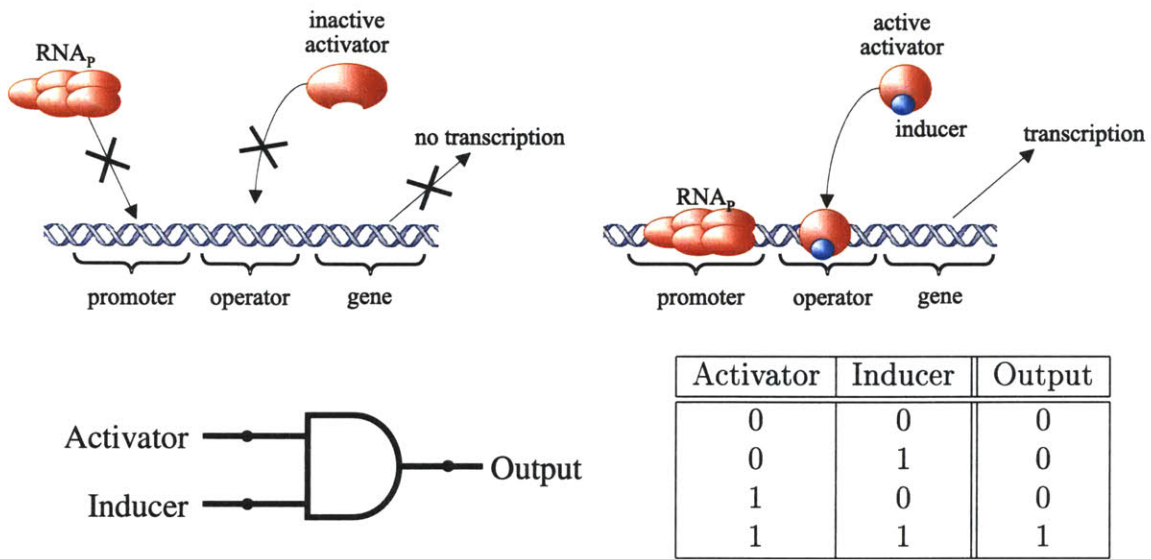 RNAP
inactive
activator
no transcription
promoter operator gene
active
activator
inducer
transcription
RNAP
promoter operator gene
Activator
Inducer
Output
Activator Inducer Output
0 0 0
0 1 0
1 0 0
1 1 1